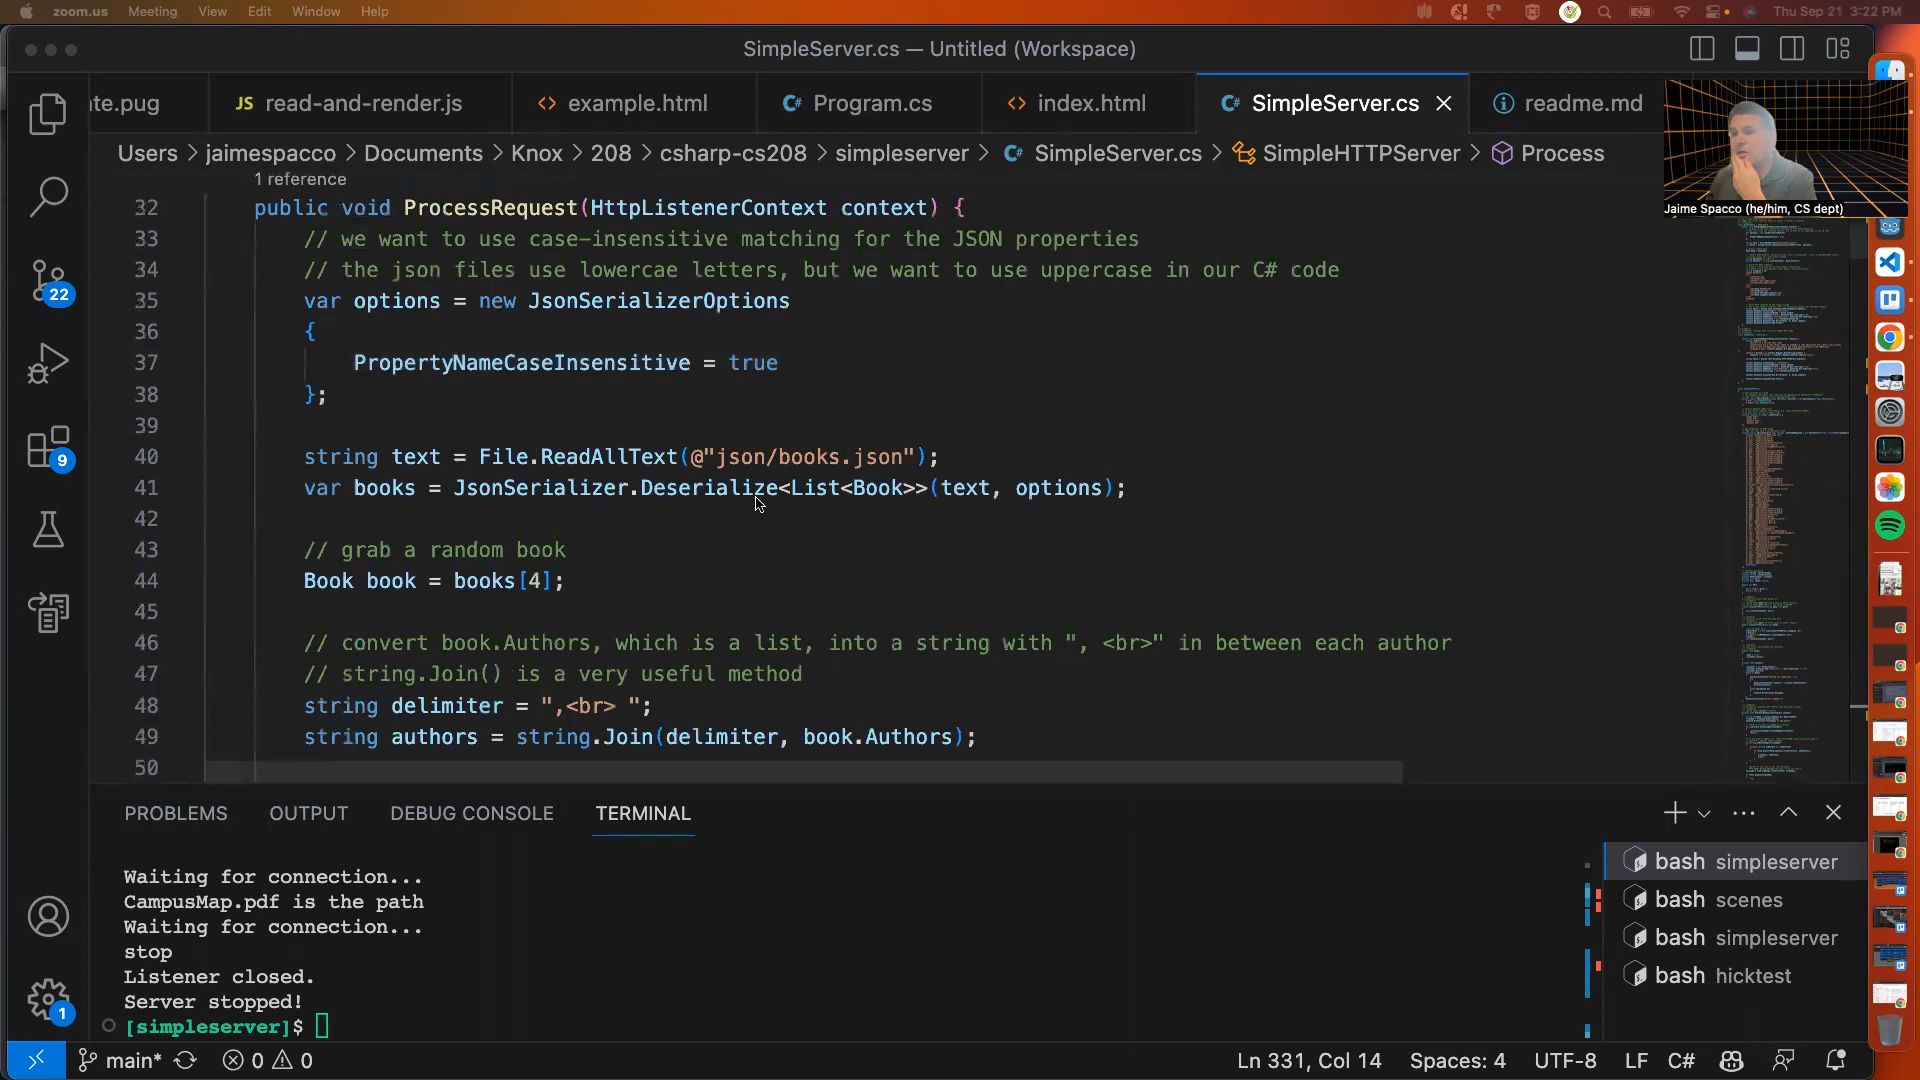 zoom.us Meeting View Edit Window Help Thu Sep 21 3:22 PM
SimpleServer.cs — Untitled (Workspace)
ate.pug JS read-and-render.js <> example.html C# Program.cs <> index.html C# SimpleServer.cs readme.md
Users > jaimespacco > Documents > Knox > 208 > csharp-cs208 > simpleserver > C# SimpleServer.cs > SimpleHTTPServer > Process
Jaime Spacco (he/him, CS dept)
1 reference
32 public void ProcessRequest(HttpListenerContext context) {
33 // we want to use case-insensitive matching for the JSON properties
34 // the json files use lowercae letters, but we want to use uppercase in our C# code
35 var options = new JsonSerializerOptions
36 {
37 PropertyNameCaseInsensitive = true
38 };
39
40 string text = File.ReadAllText(@"json/books.json");
41 var books = JsonSerializer.Deserialize<List<Book>>(text, options);
42
43 // grab a random book
44 Book book = books[4];
45
46 // convert book.Authors, which is a list, into a string with ", <br>" in between each author
47 // string.Join() is a very useful method
48 string delimiter = ",<br> ";
49 string authors = string.Join(delimiter, book.Authors);
50
22
9
1
PROBLEMS OUTPUT DEBUG CONSOLE TERMINAL
Waiting for connection...
CampusMap.pdf is the path
Waiting for connection...
stop
Listener closed.
Server stopped!
[simpleserver]$
bash simpleserver
bash scenes
bash simpleserver
bash hicktest
main* 0 0 Ln 331, Col 14 Spaces: 4 UTF-8 LF C#